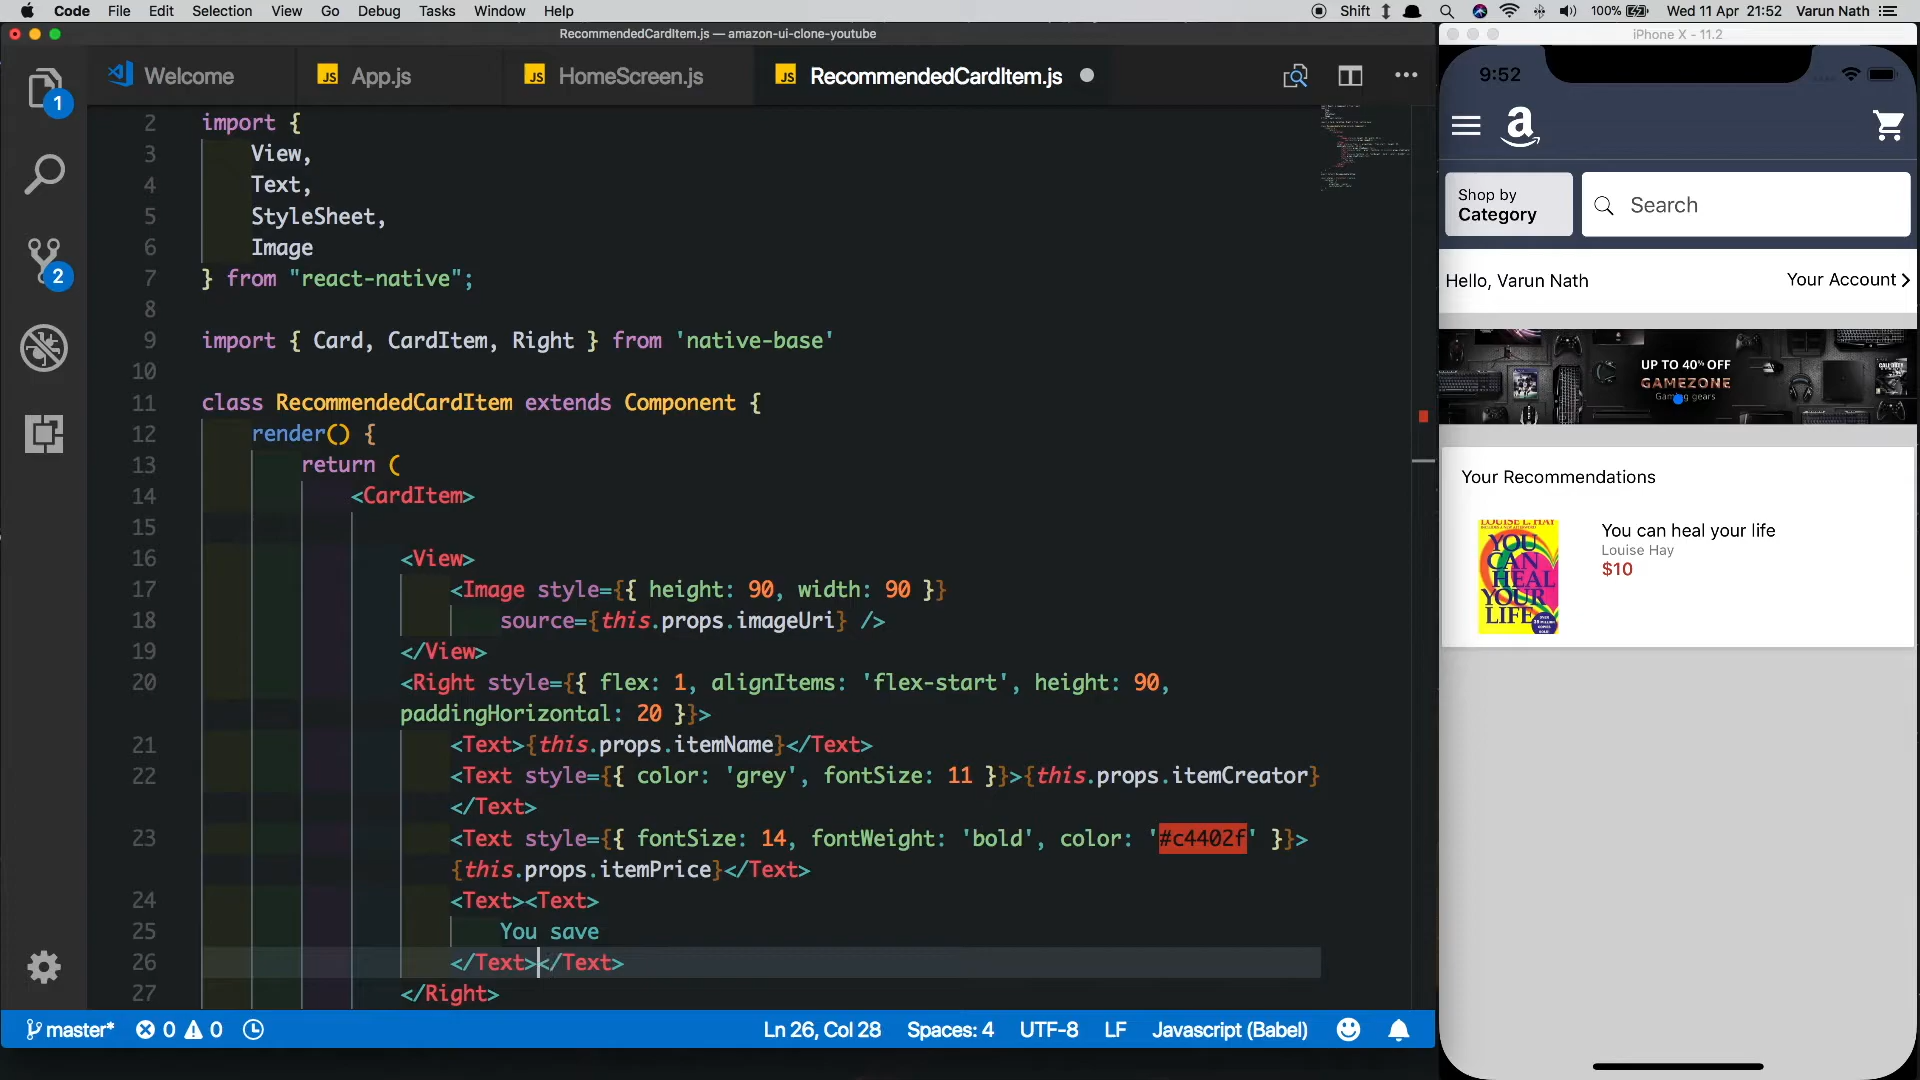 Code File Edit Selection View Go Debug Tasks Window Help Shift 100% Wed 11 Apr 21:52 Varun Nath
RecommendedCardItem.js — amazon-ui-clone-youtube
Welcome
JS App.js
JS HomeScreen.js
JS RecommendedCardItem.js
1
2
2 import {
3 View,
4 Text,
5 StyleSheet,
6 Image
7 } from "react-native";
8
9 import { Card, CardItem, Right } from 'native-base'
10
11 class RecommendedCardItem extends Component {
12 render() {
13 return (
14 <CardItem>
15
16 <View>
17 <Image style={{ height: 90, width: 90 }}
18 source={this.props.imageUri} />
19 </View>
20 <Right style={{ flex: 1, alignItems: 'flex-start', height: 90,
paddingHorizontal: 20 }}>
21 <Text>{this.props.itemName}</Text>
22 <Text style={{ color: 'grey', fontSize: 11 }}>{this.props.itemCreator}
</Text>
23 <Text style={{ fontSize: 14, fontWeight: 'bold', color: '#c4402f' }}>
{this.props.itemPrice}</Text>
24 <Text><Text>
25 You save
26 </Text></Text>
27 </Right>
master* 0 0 Ln 26, Col 28 Spaces: 4 UTF-8 LF Javascript (Babel)
iPhone X - 11.2
9:52
a
Shop by
Category
Search
Hello, Varun Nath
Your Account
UP TO 40% OFF
GAMEZONE
Gaming gears
Your Recommendations
LOUISE L. HAY
YOU
CAN
HEAL
YOUR
LIFE
You can heal your life
Louise Hay
$10